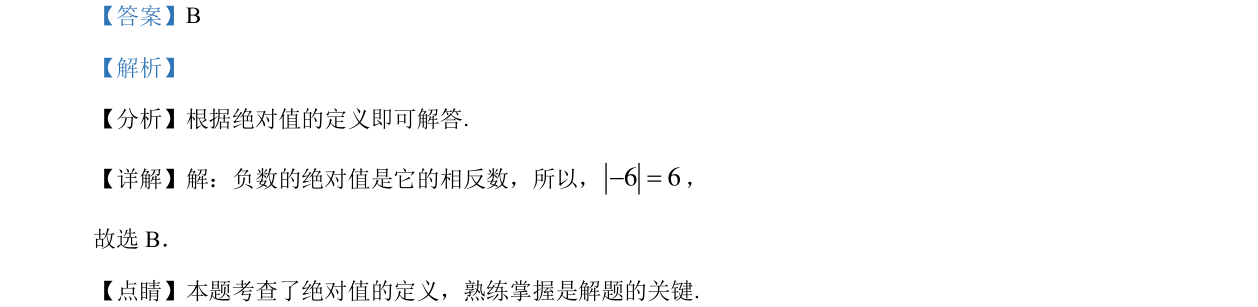 【答案】B
【解析】
【分析】根据绝对值的定义即可解答.
【详解】解：负数的绝对值是它的相反数，所以，|−6| = 6，
故选 B．
【点睛】本题考查了绝对值的定义，熟练掌握是解题的关键.